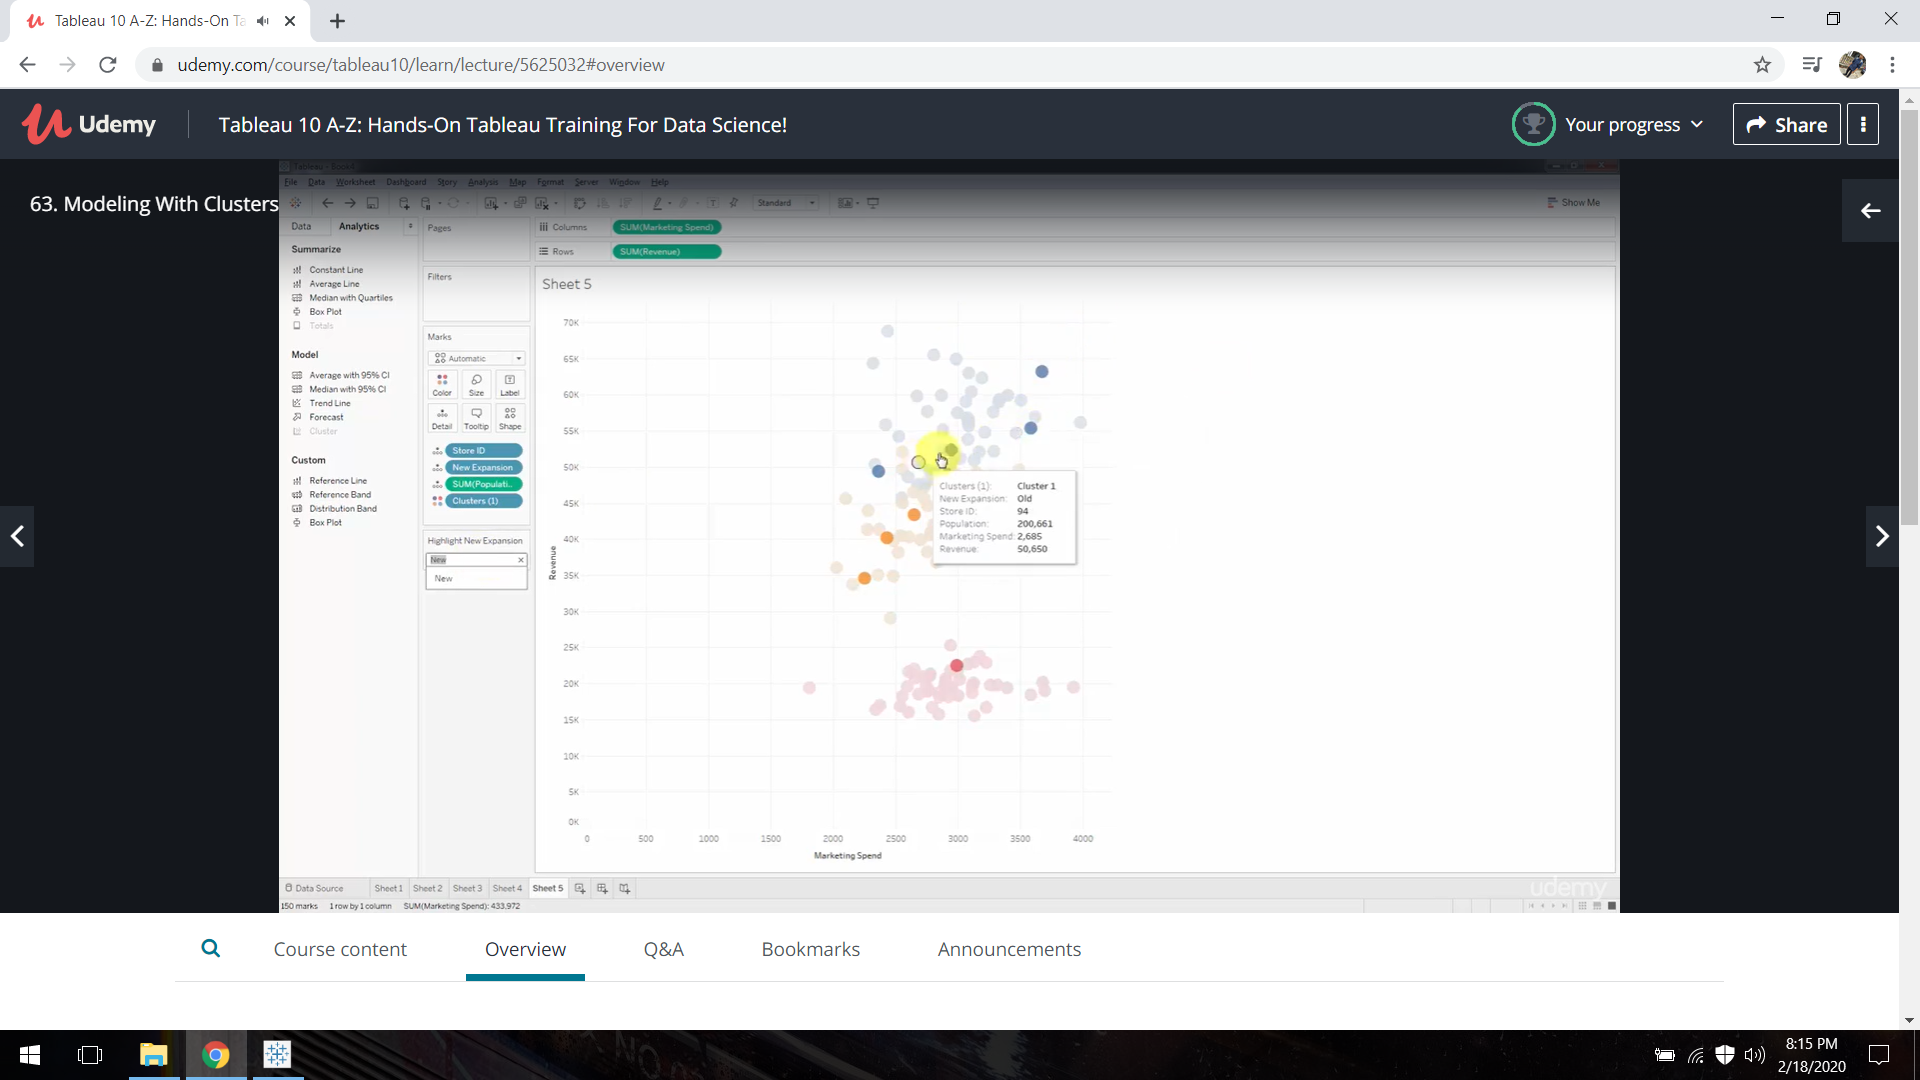 Tableau 10 A-Z: Hands-On Ta
udemy.com/course/tableau10/learn/lecture/5625032#overview
Udemy
Tableau 10 A-Z: Hands-On Tableau Training For Data Science!
Your progress
Share
63. Modeling With Clusters
File Data Worksheet Dashboard Story Analysis Map Format Server Window Help
Standard
Show Me
Data Analytics
Pages
Columns SUM(Marketing Spend)
Rows SUM(Revenue)
Summarize
Constant Line
Average Line
Median with Quartiles
Box Plot
Totals
Model
Average with 95% CI
Median with 95% CI
Trend Line
Forecast
Cluster
Custom
Reference Line
Reference Band
Distribution Band
Box Plot
Filters
Marks
Automatic
Color Size Label
Detail Tooltip Shape
Store ID
New Expansion
SUM(Populati..
Clusters (1)
Highlight New Expansion
New
New
Sheet 5
70K
65K
60K
55K
50K
45K
40K
35K
30K
25K
20K
15K
10K
5K
0K
Revenue
Clusters (1): Cluster 1
New Expansion: Old
Store ID: 94
Population: 200,661
Marketing Spend: 2,685
Revenue: 50,650
0 500 1000 1500 2000 2500 3000 3500 4000
Marketing Spend
Data Source Sheet 1 Sheet 2 Sheet 3 Sheet 4 Sheet 5
150 marks 1 row by 1 column SUM(Marketing Spend): 433,972
udemy
Course content Overview Q&A Bookmarks Announcements
8:15 PM
2/18/2020